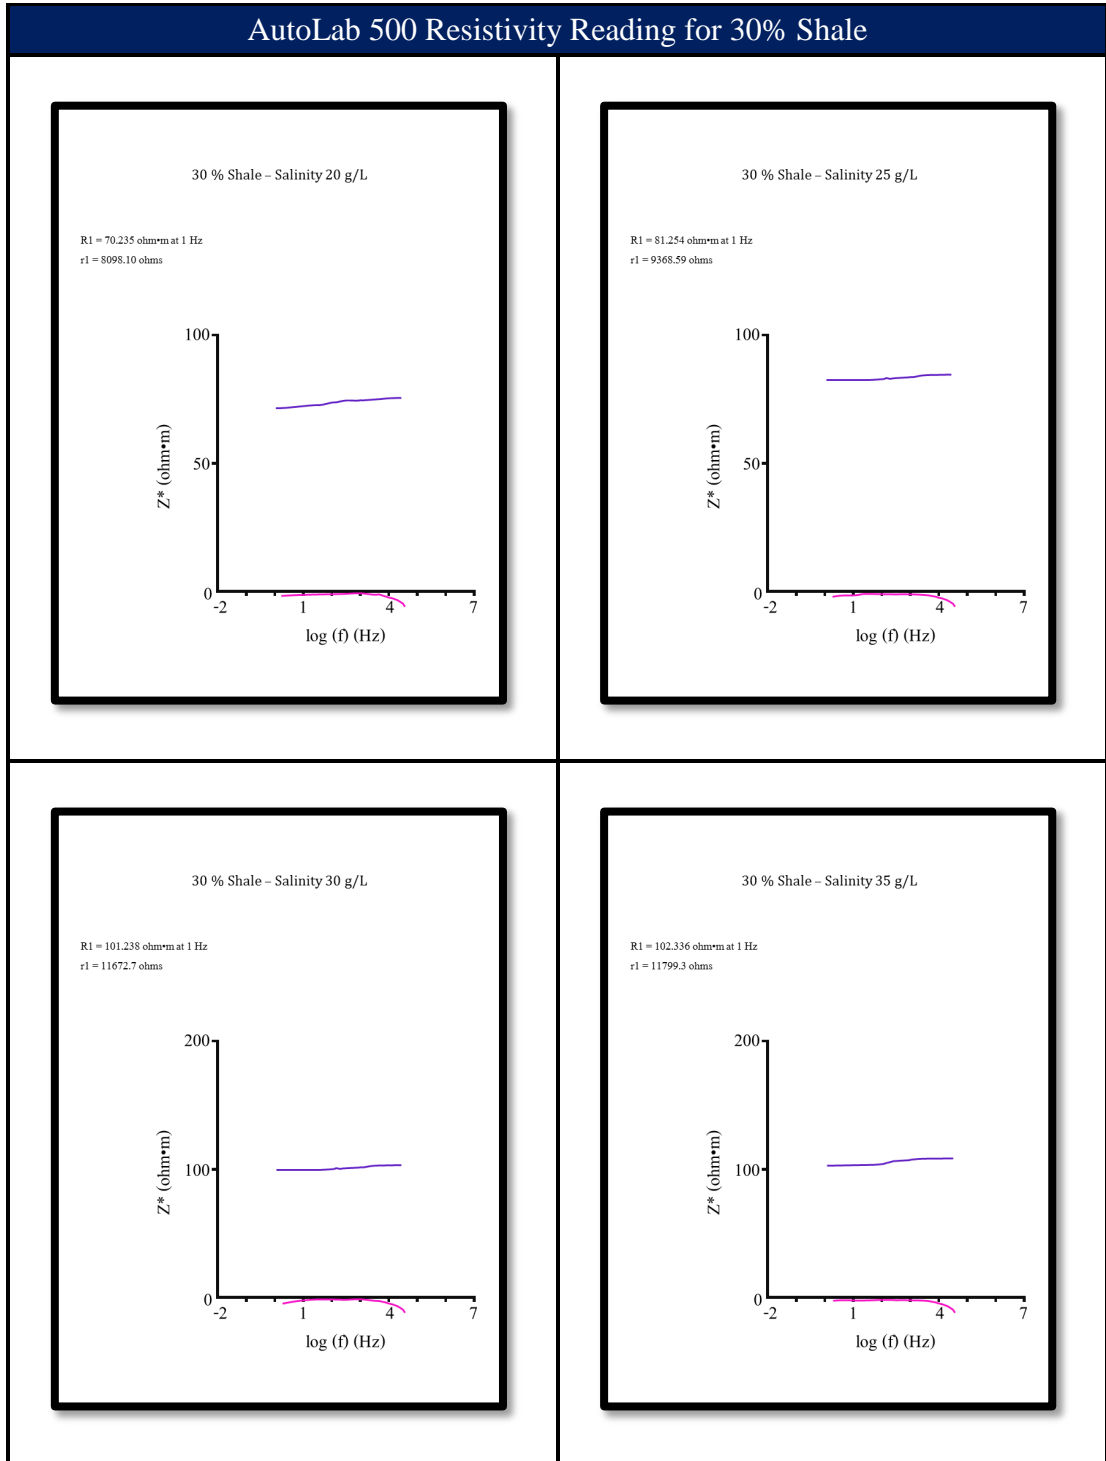 AutoLab 500 Resistivity Reading for 30% Shale
30 % Shale – Salinity 20 g/L
R1 = 70.235 ohm•m at 1 Hz
r1 = 8098.10 ohms
100
50
0
Z* (ohm•m)
-2 1 4 7
log (f) (Hz)
30 % Shale – Salinity 25 g/L
R1 = 81.254 ohm•m at 1 Hz
r1 = 9368.59 ohms
100
50
0
Z* (ohm•m)
-2 1 4 7
log (f) (Hz)
30 % Shale – Salinity 30 g/L
R1 = 101.238 ohm•m at 1 Hz
r1 = 11672.7 ohms
200
100
0
Z* (ohm•m)
-2 1 4 7
log (f) (Hz)
30 % Shale – Salinity 35 g/L
R1 = 102.336 ohm•m at 1 Hz
r1 = 11799.3 ohms
200
100
0
Z* (ohm•m)
-2 1 4 7
log (f) (Hz)